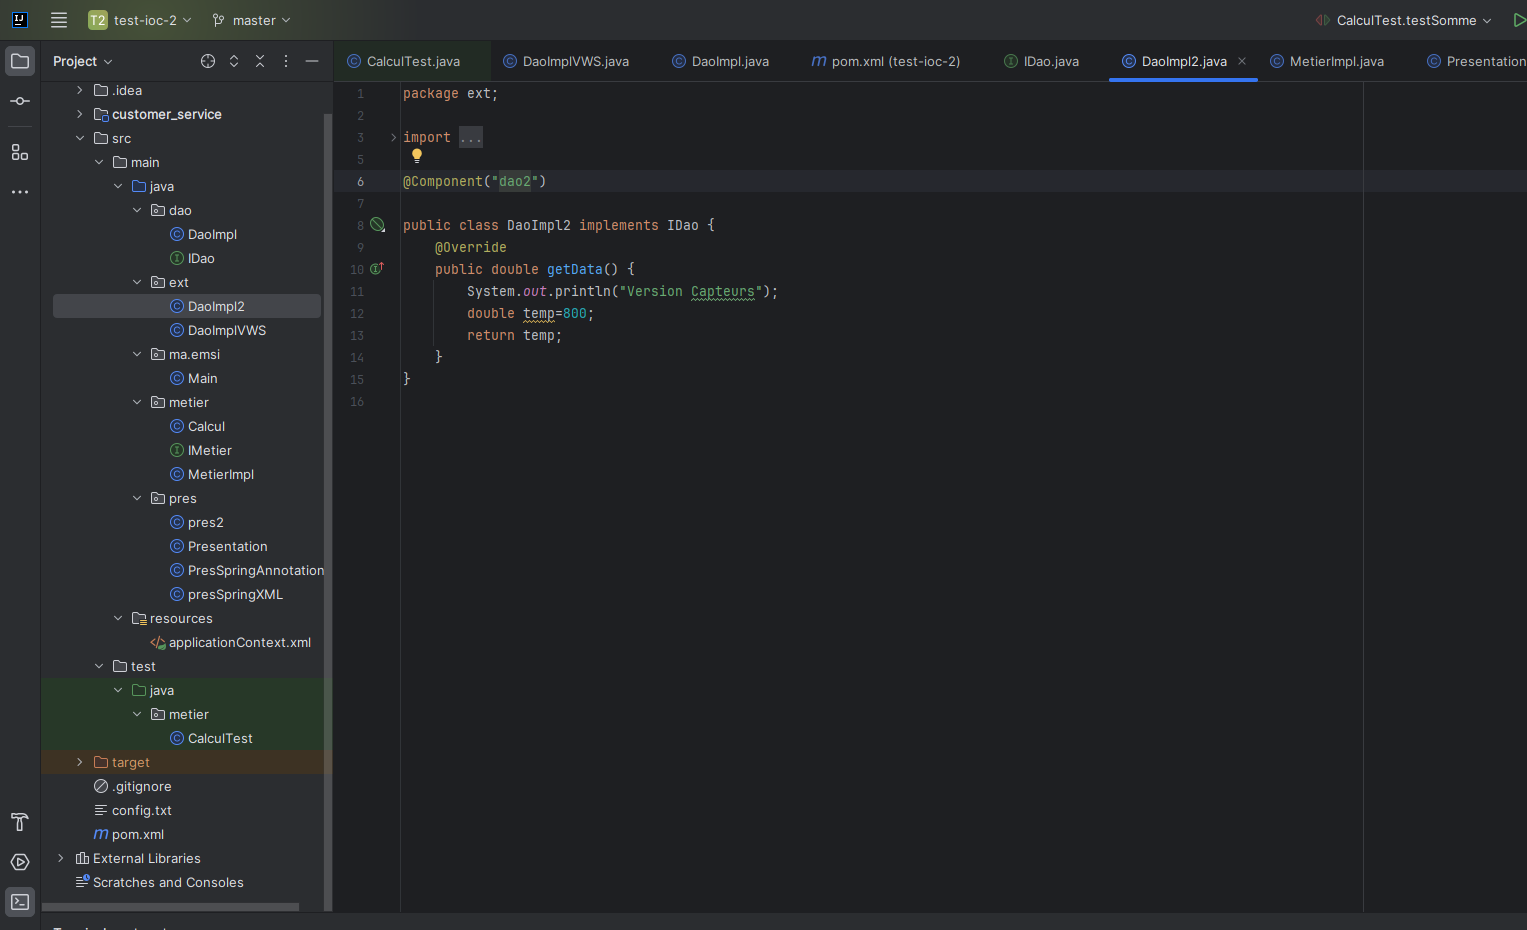 T2 test-ioc-2 master CalculTest.testSomme
Project
CalculTest.java DaoImplVWS.java DaoImpl.java pom.xml (test-ioc-2) IDao.java DaoImpl2.java MetierImpl.java Presentation
.idea
customer_service
src
main
java
dao
DaoImpl
IDao
ext
DaoImpl2
DaoImplVWS
ma.emsi
Main
metier
Calcul
IMetier
MetierImpl
pres
pres2
Presentation
PresSpringAnnotation
presSpringXML
resources
applicationContext.xml
test
java
metier
CalculTest
target
.gitignore
config.txt
pom.xml
External Libraries
Scratches and Consoles
1 package ext;
2
3 import ...
5
6 @Component("dao2")
7
8 public class DaoImpl2 implements IDao {
9 @Override
10 public double getData() {
11 System.out.println("Version Capteurs");
12 double temp=800;
13 return temp;
14 }
15 }
16